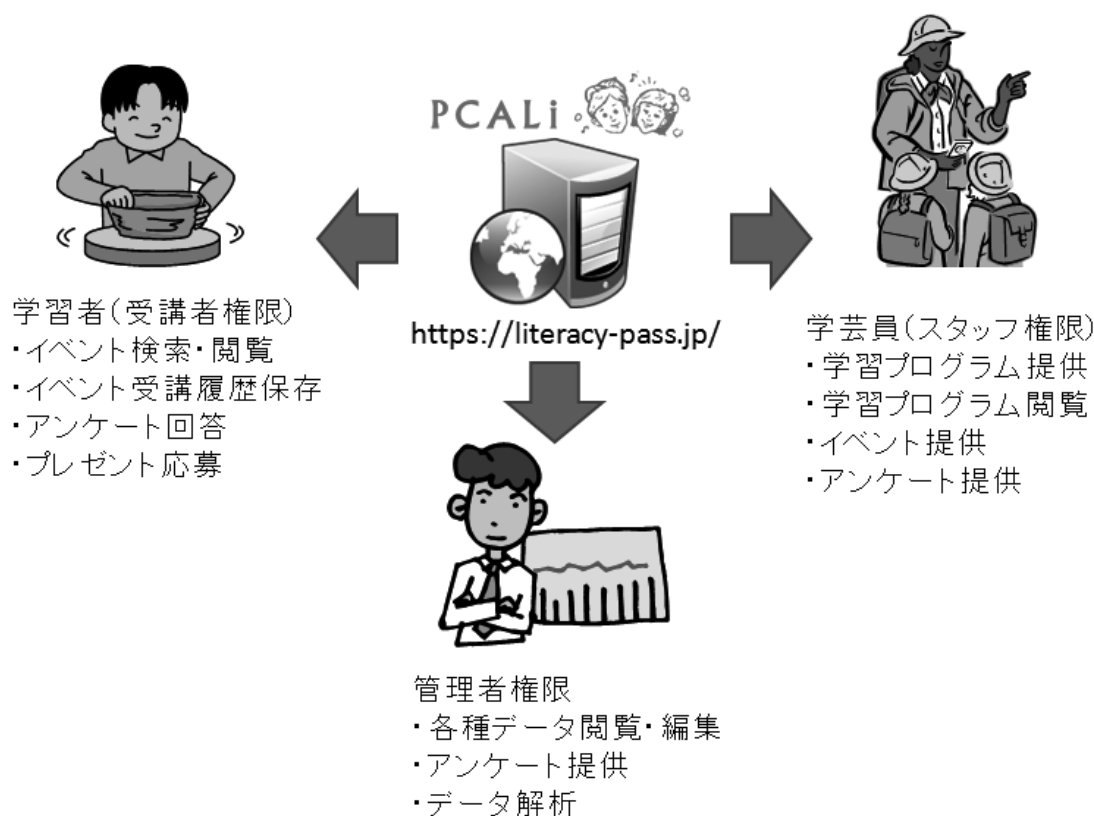 PCALi
https://literacy-pass.jp/
学習者(受講者権限)
・イベント検索・閲覧
・イベント受講履歴保存
・アンケート回答
・プレゼント応募
学芸員(スタッフ権限)
・学習プログラム提供
・学習プログラム閲覧
・イベント提供
・アンケート提供
管理者権限
・各種データ閲覧・編集
・アンケート提供
・データ解析